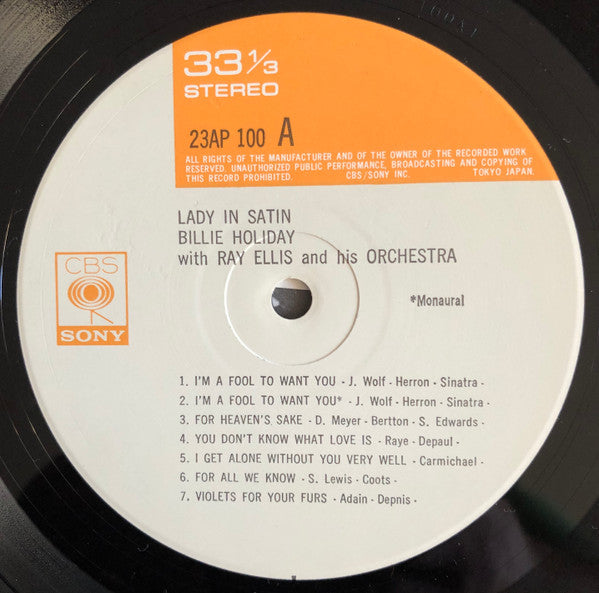 33 1/3
STEREO
23AP 100 A
ALL RIGHTS OF THE MANUFACTURER AND OF THE OWNER OF THE RECORDED WORK
RESERVED. UNAUTHORIZED PUBLIC PERFORMANCE, BROADCASTING AND COPYING OF
THIS RECORD PROHIBITED. CBS/SONY INC. TOKYO JAPAN.
LADY IN SATIN
BILLIE HOLIDAY
with RAY ELLIS and his ORCHESTRA
CBS
SONY
*Monaural
1. I'M A FOOL TO WANT YOU - J. Wolf - Herron - Sinatra -
2. I'M A FOOL TO WANT YOU* - J. Wolf - Herron - Sinatra -
3. FOR HEAVEN'S SAKE - D. Meyer - Bertton - S. Edwards -
4. YOU DON'T KNOW WHAT LOVE IS - Raye - Depaul -
5. I GET ALONE WITHOUT YOU VERY WELL - Carmichael -
6. FOR ALL WE KNOW - S. Lewis - Coots -
7. VIOLETS FOR YOUR FURS - Adain - Depnis -